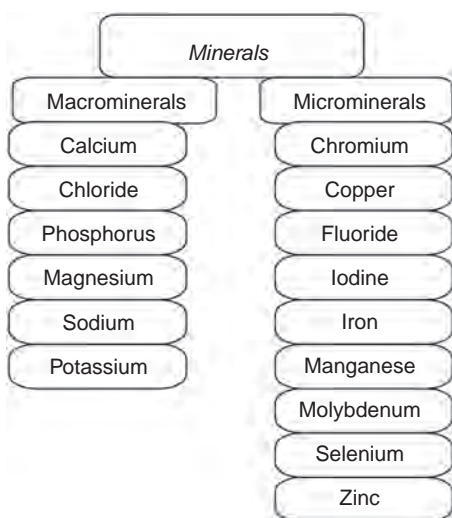 Minerals
Macrominerals
Calcium
Chloride
Phosphorus
Magnesium
Sodium
Potassium
Microminerals
Chromium
Copper
Fluoride
Iodine
Iron
Manganese
Molybdenum
Selenium
Zinc